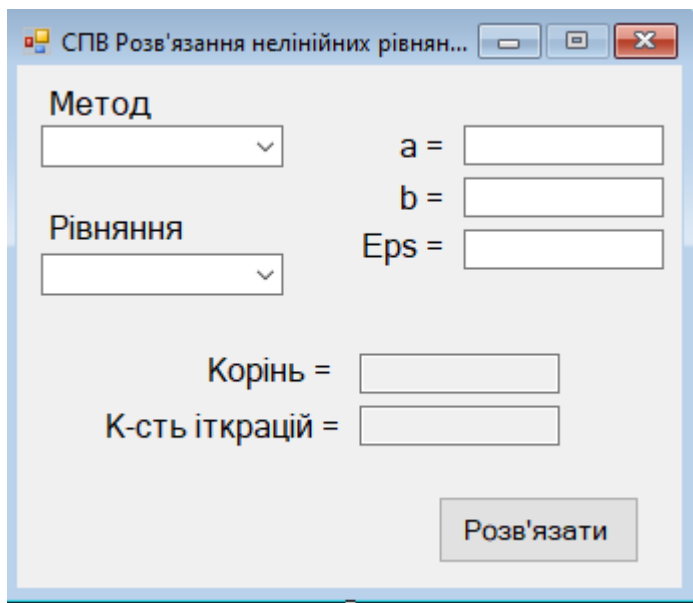 СПВ Розв'язання нелінійних рівнян...
Метод
a =
b =
Рівняння
Eps =
Корінь =
К-сть іткрацій =
Розв'язати